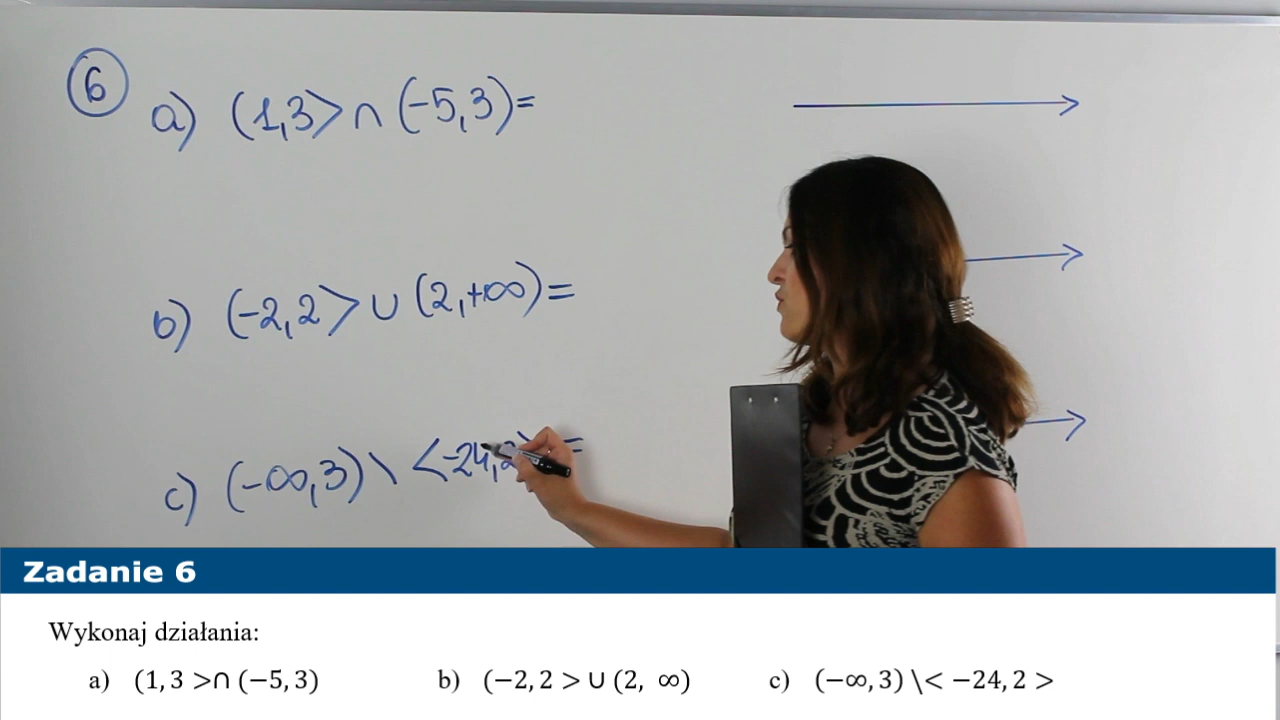 6
a) (1,3> ∩ (-5,3)=
b) (-2,2> ∪ (2,+∞)=
c) (-∞,3) \ <-24,2> =
Zadanie 6
Wykonaj działania:
a) (1, 3 >∩ (−5, 3) b) (−2, 2 > ∪ (2, ∞) c) (−∞, 3) \< −24, 2 >